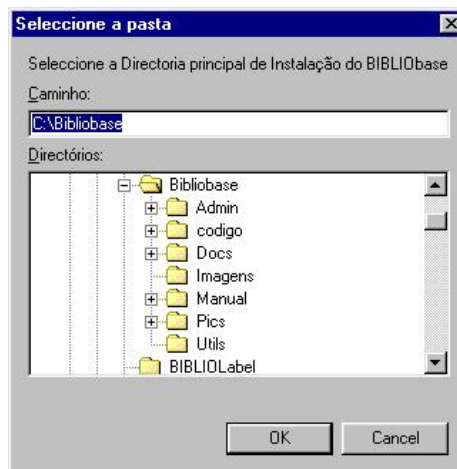 Seleccione a pasta
Seleccione a Directoria principal de Instalação do BIBLIObase
Caminho:
C:\Bibliobase
Directórios:
Bibliobase
Admin
codigo
Docs
Imagens
Manual
Pics
Utils
BIBLIOLabel
OK Cancel